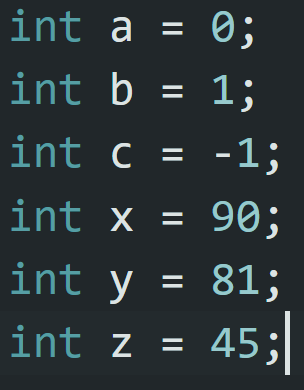 int a = 0;
int b = 1;
int c = -1;
int x = 90;
int y = 81;
int z = 45;